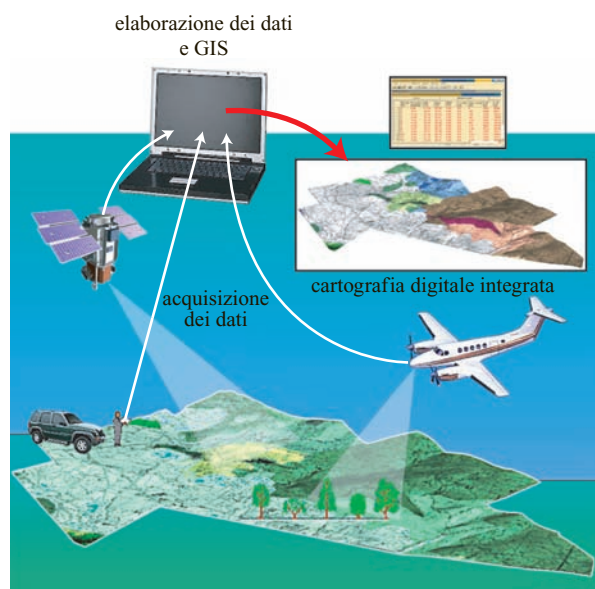 elaborazione dei dati
e GIS
cartografia digitale integrata
acquisizione
dei dati